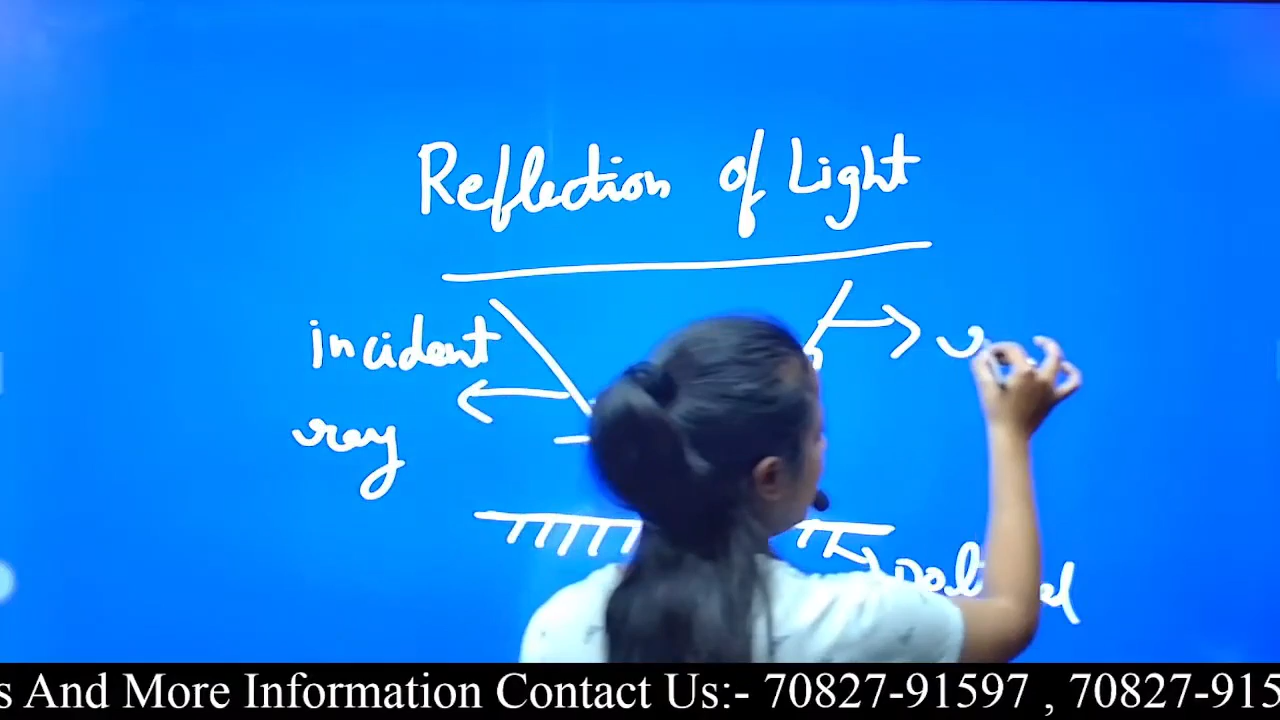 Reflection of Light
incident
ray
s And More Information Contact Us:- 70827-91597 , 70827-915